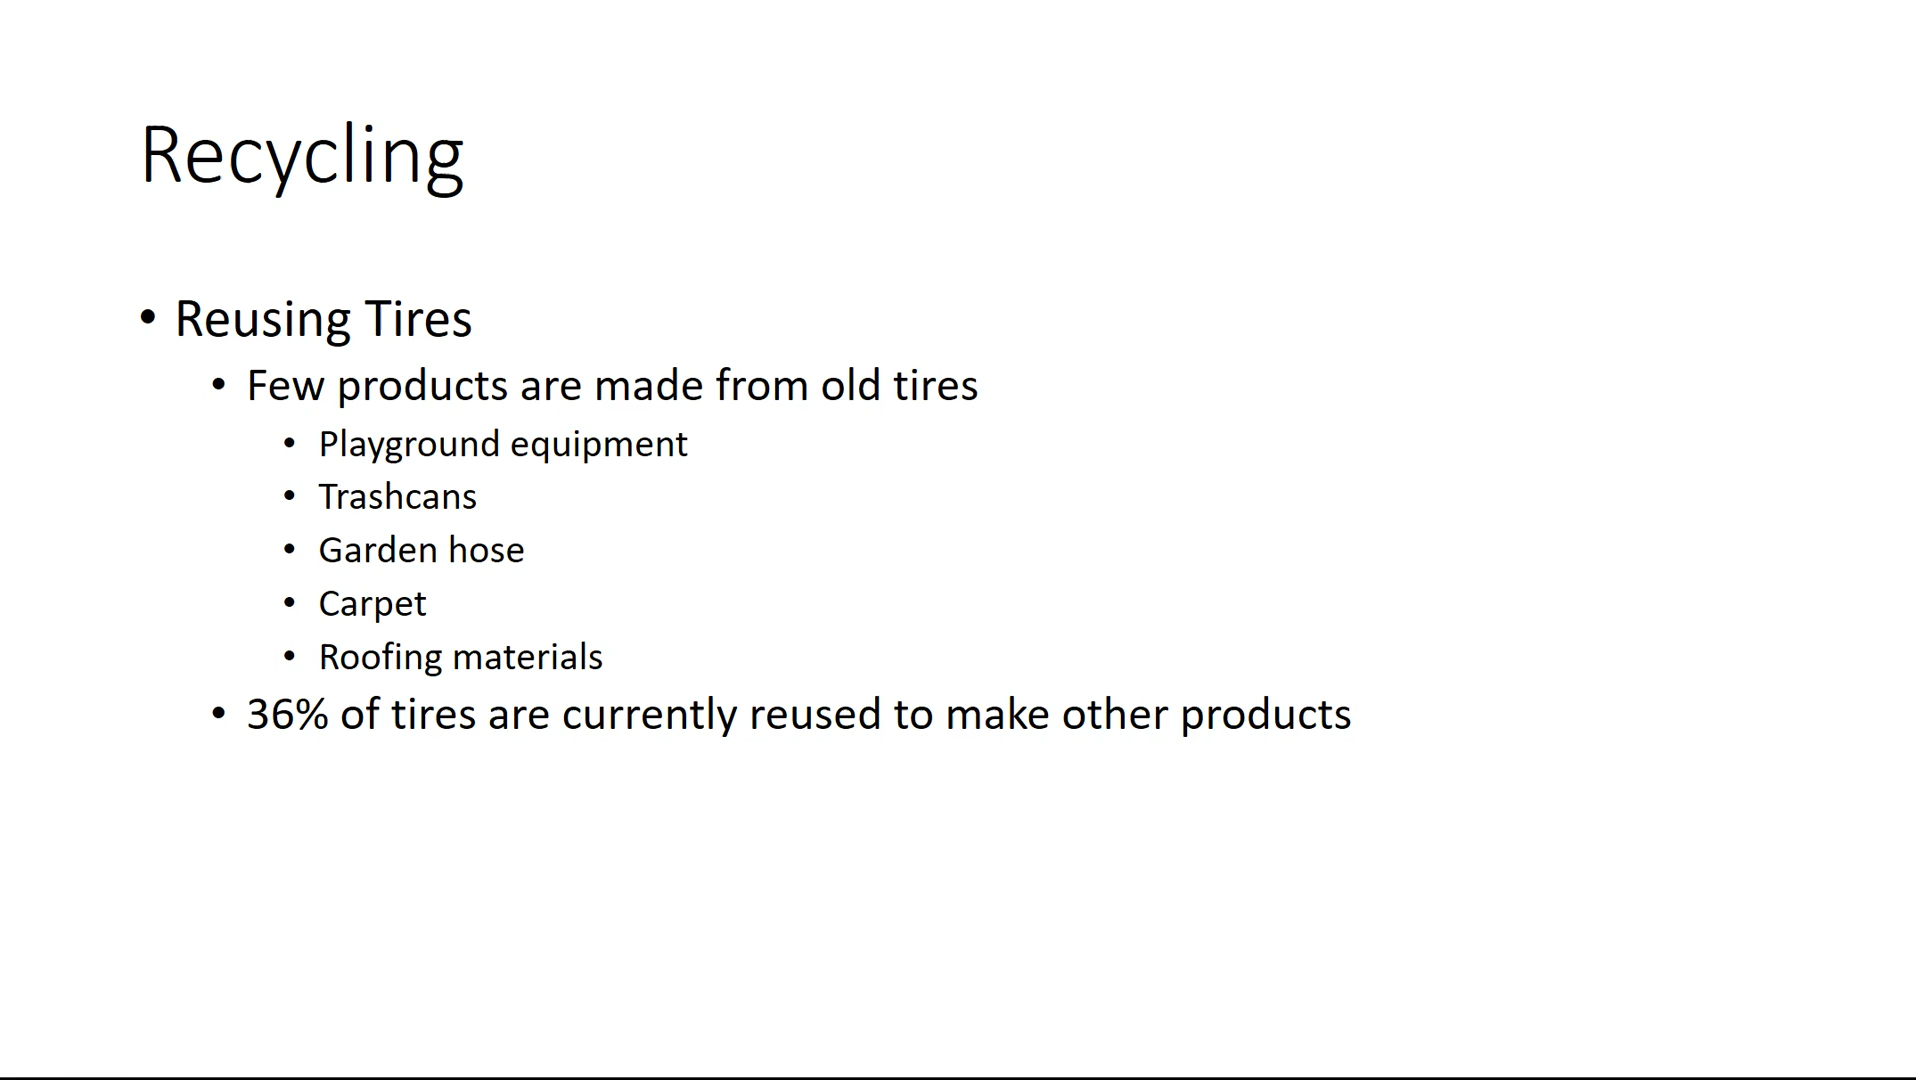 Recycling
• Reusing Tires
• Few products are made from old tires
• Playground equipment
• Trashcans
• Garden hose
• Carpet
• Roofing materials
• 36% of tires are currently reused to make other products